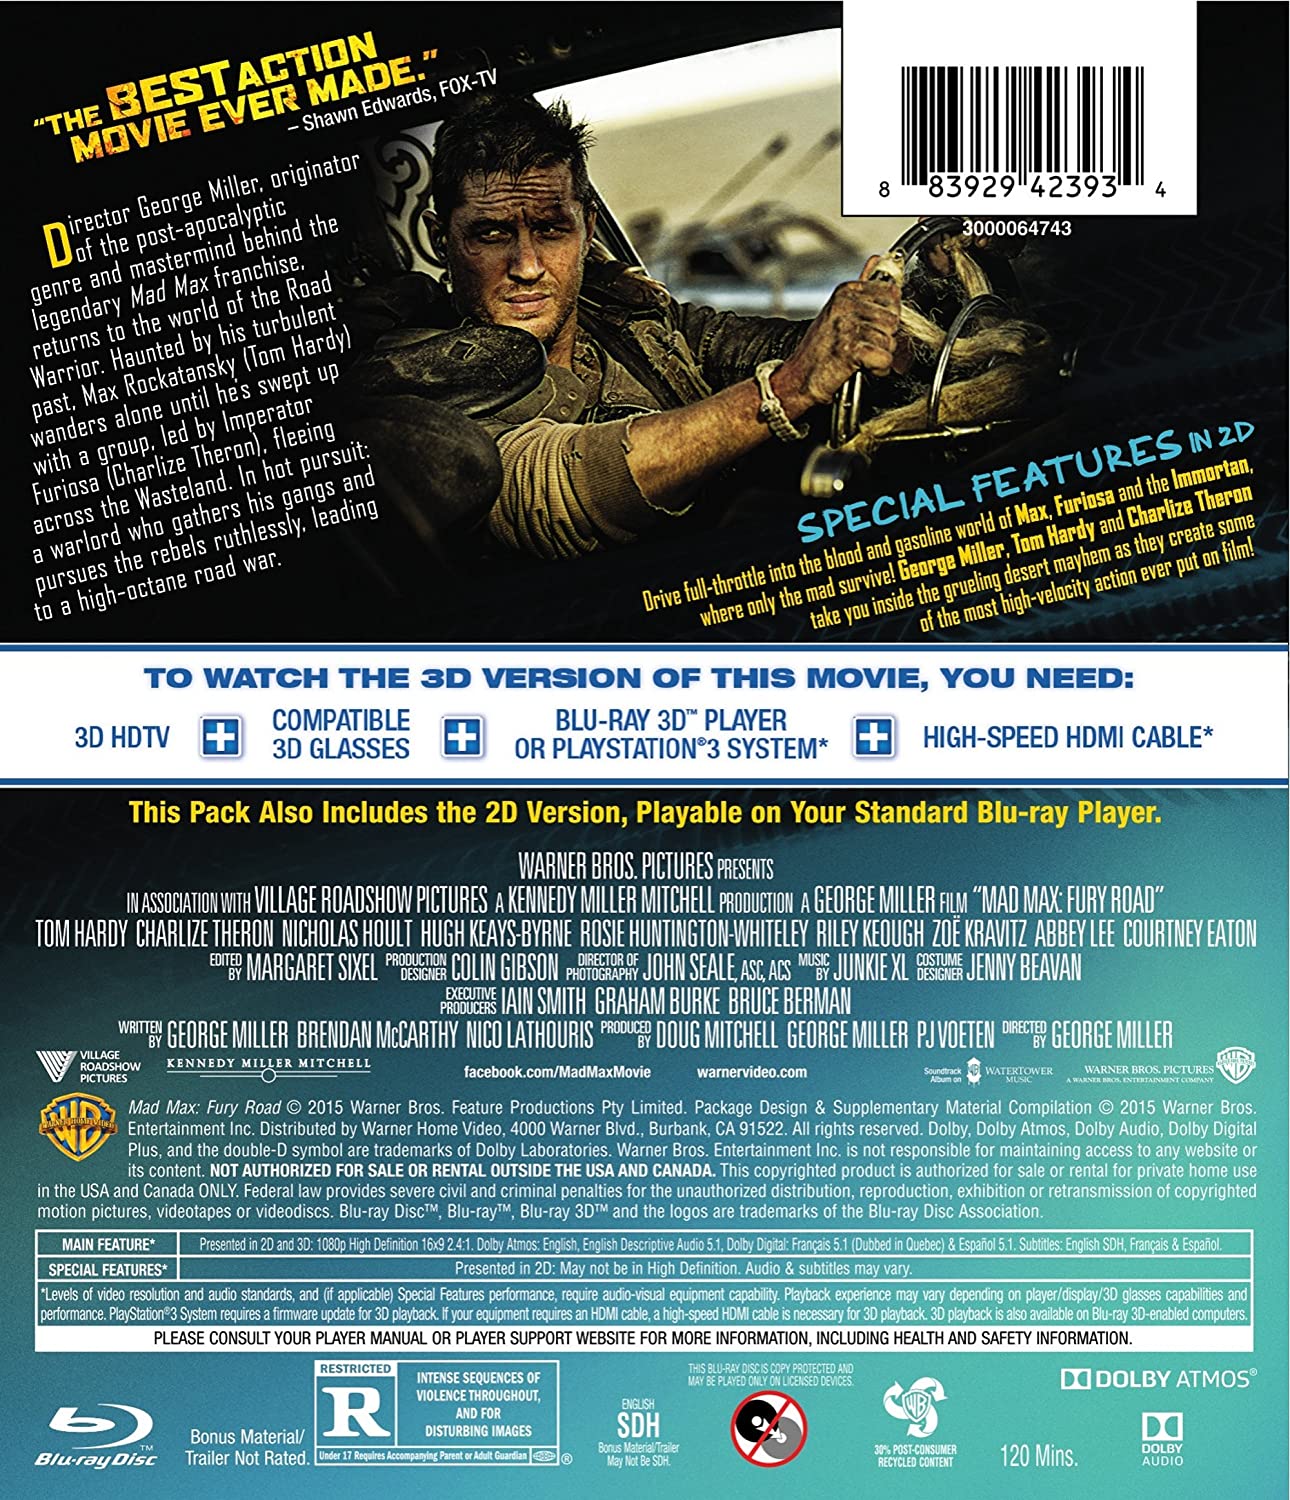 "THE BEST ACTION
MOVIE EVER MADE."
– Shawn Edwards, FOX-TV
Director George Miller, originator
of the post-apocalyptic
genre and mastermind behind the
legendary Mad Max franchise,
returns to the world of the Road
Warrior. Haunted by his turbulent
past, Max Rockatansky (Tom Hardy)
wanders alone until he's swept up
with a group, led by Imperator
Furiosa (Charlize Theron), fleeing
across the Wasteland. In hot pursuit:
a warlord who gathers his gangs and
pursues the rebels ruthlessly, leading
to a high-octane road war.
8 83929 42393 4
3000064743
SPECIAL FEATURES IN 2D
Drive full-throttle into the blood and gasoline world of Max, Furiosa and the Immortan,
where only the mad survive! George Miller, Tom Hardy and Charlize Theron
take you inside the grueling desert mayhem as they create some
of the most high-velocity action ever put on film!
TO WATCH THE 3D VERSION OF THIS MOVIE, YOU NEED:
3D HDTV + COMPATIBLE 3D GLASSES + BLU-RAY 3D™ PLAYER OR PLAYSTATION®3 SYSTEM* + HIGH-SPEED HDMI CABLE*
This Pack Also Includes the 2D Version, Playable on Your Standard Blu-ray Player.
WARNER BROS. PICTURES PRESENTS
IN ASSOCIATION WITH VILLAGE ROADSHOW PICTURES A KENNEDY MILLER MITCHELL PRODUCTION A GEORGE MILLER FILM "MAD MAX: FURY ROAD"
TOM HARDY CHARLIZE THERON NICHOLAS HOULT HUGH KEAYS-BYRNE ROSIE HUNTINGTON-WHITELEY RILEY KEOUGH ZOË KRAVITZ ABBEY LEE COURTNEY EATON
EDITED BY MARGARET SIXEL PRODUCTION DESIGNER COLIN GIBSON DIRECTOR OF PHOTOGRAPHY JOHN SEALE, ASC, ACS MUSIC BY JUNKIE XL COSTUME DESIGNER JENNY BEAVAN
EXECUTIVE PRODUCERS IAIN SMITH GRAHAM BURKE BRUCE BERMAN
WRITTEN BY GEORGE MILLER BRENDAN McCARTHY NICO LATHOURIS PRODUCED BY DOUG MITCHELL GEORGE MILLER PJ VOETEN DIRECTED BY GEORGE MILLER
VILLAGE ROADSHOW PICTURES
KENNEDY MILLER MITCHELL
facebook.com/MadMaxMovie
warnervideo.com
Soundtrack Album on WATERTOWER MUSIC
WARNER BROS. PICTURES
A WARNER BROS. ENTERTAINMENT COMPANY
WARNER HOME VIDEO
Mad Max: Fury Road © 2015 Warner Bros. Feature Productions Pty Limited. Package Design & Supplementary Material Compilation © 2015 Warner Bros.
Entertainment Inc. Distributed by Warner Home Video, 4000 Warner Blvd., Burbank, CA 91522. All rights reserved. Dolby, Dolby Atmos, Dolby Audio, Dolby Digital
Plus, and the double-D symbol are trademarks of Dolby Laboratories. Warner Bros. Entertainment Inc. is not responsible for maintaining access to any website or
its content. NOT AUTHORIZED FOR SALE OR RENTAL OUTSIDE THE USA AND CANADA. This copyrighted product is authorized for sale or rental for private home use
in the USA and Canada ONLY. Federal law provides severe civil and criminal penalties for the unauthorized distribution, reproduction, exhibition or retransmission of copyrighted
motion pictures, videotapes or videodiscs. Blu-ray Disc™, Blu-ray™, Blu-ray 3D™ and the logos are trademarks of the Blu-ray Disc Association.
MAIN FEATURE* Presented in 2D and 3D: 1080p High Definition 16x9 2.4:1. Dolby Atmos: English, English Descriptive Audio 5.1, Dolby Digital: Français 5.1 (Dubbed in Quebec) & Español 5.1. Subtitles: English SDH, Français & Español.
SPECIAL FEATURES* Presented in 2D: May not be in High Definition. Audio & subtitles may vary.
*Levels of video resolution and audio standards, and (if applicable) Special Features performance, require audio-visual equipment capability. Playback experience may vary depending on player/display/3D glasses capabilities and
performance. PlayStation®3 System requires a firmware update for 3D playback. If your equipment requires an HDMI cable, a high-speed HDMI cable is necessary for 3D playback. 3D playback is also available on Blu-ray 3D-enabled computers.
PLEASE CONSULT YOUR PLAYER MANUAL OR PLAYER SUPPORT WEBSITE FOR MORE INFORMATION, INCLUDING HEALTH AND SAFETY INFORMATION.
Blu-ray Disc™
Bonus Material/
Trailer Not Rated.
RESTRICTED
R
INTENSE SEQUENCES OF
VIOLENCE THROUGHOUT,
AND FOR
DISTURBING IMAGES
Under 17 Requires Accompanying Parent or Adult Guardian ®
ENGLISH
SDH
Bonus Material/Trailer
May Not Be SDH.
THIS BLU-RAY DISC IS COPY PROTECTED AND
MAY BE PLAYED ONLY ON LICENSED DEVICES.
WB
30% POST-CONSUMER
RECYCLED CONTENT
120 Mins.
DOLBY ATMOS®
DOLBY
AUDIO